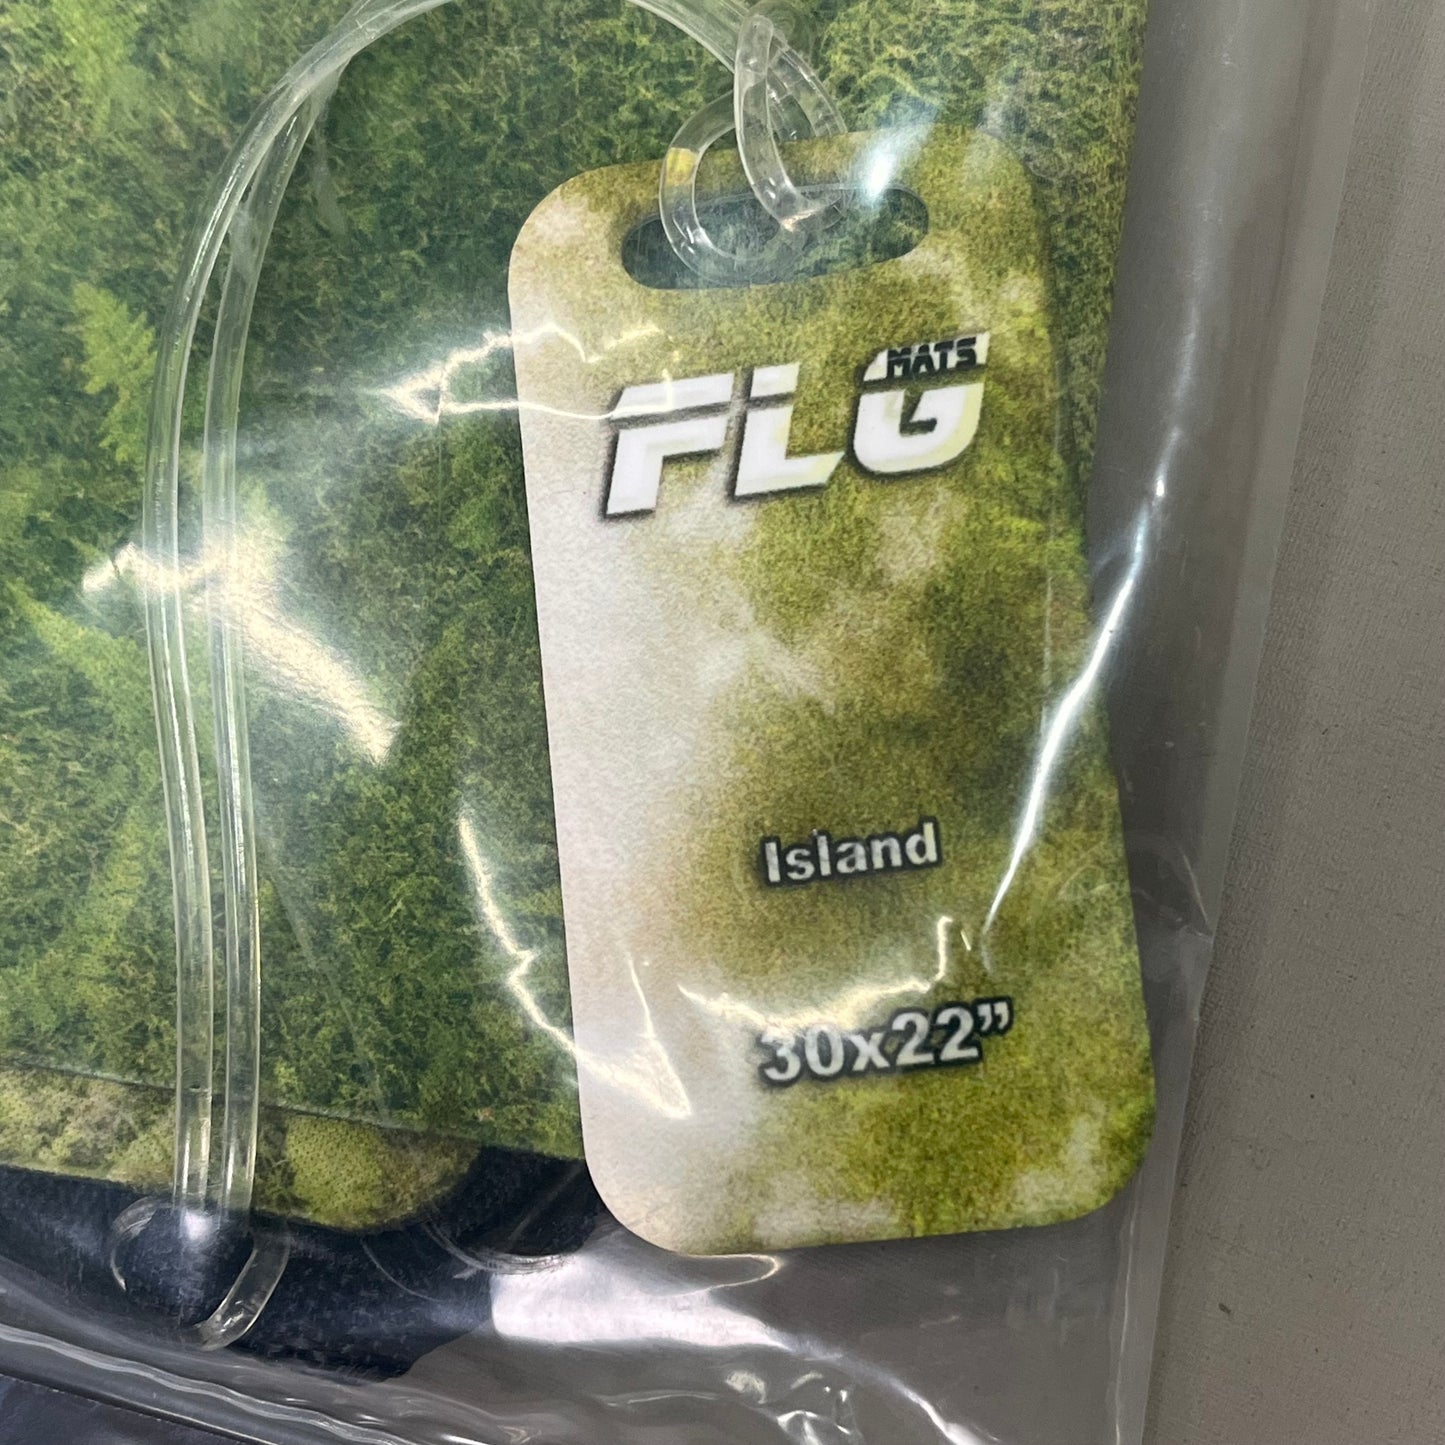 FLG MATS
Island
30x22”